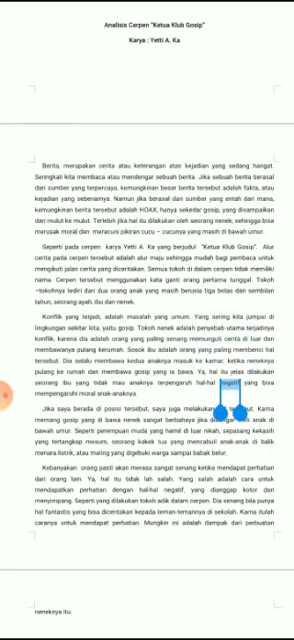 Analisis Cerpen "Ketua Klub Gosip"
Karya : Yetti A. Ka
Berita, merupakan cerita atau keterangan atas kejadian yang sedang hangat.
Seringkali kita membaca atau mendengar sebuah berita. Jika sebuah berita berasal
dari sumber yang terpercaya, kemungkinan besar berita tersebut adalah fakta, atau
kejadian yang sebenarnya. Namun jika berasal dari sumber yang entah dari mana,
kemungkinan berita tersebut adalah HOAX, hanya sekedar gosip, yang disampaikan
dari mulut ke mulut. Terlebih jika hal itu dilakukan oleh seorang nenek, sehingga bisa
merusak moral dan meracuni pikiran cucu – cucunya yang masih di bawah umur.
Seperti pada cerpen karya Yetti A. Ka yang berjudul "Ketua Klub Gosip". Alur
cerita pada cerpen tersebut adalah alur maju sehingga mudah bagi pembaca untuk
mengikuti jalan cerita yang diceritakan. Semua tokoh di dalam cerpen tidak memiliki
nama. Cerpen tersebut menggunakan kata ganti orang pertama tunggal. Tokoh
–tokohnya tediri dari dua orang anak yang masih berusia tiga belas dan sembilan
tahun, seorang ayah, ibu dan nenek.
Konflik yang terjadi, adalah masalah yang umum. Yang sering kita jumpai di
lingkungan sekitar kita, yaitu gosip. Tokoh nenek adalah penyebab utama terjadinya
konflik, karena dia adalah orang yang paling senang memunguti cerita di luar dan
membawanya pulang kerumah. Sosok ibu adalah orang yang paling membenci hal
tersebut. Dia selalu membawa kedua anaknya masuk ke kamar, ketika neneknya
pulang ke rumah dan membawa gosip yang ia bawa. Ya, hal itu jelas dilakukan
seorang ibu yang tidak mau anaknya terpengaruh hal-hal negatif yang bisa
mempengaruhi moral anak-anaknya.
Jika saya berada di posisi tersebut, saya juga melakukan Karna
memang gosip yang di bawa nenek sangat berbahaya jika anak di
bawah umur. Seperti perempuan muda yang hamil di luar nikah, sepasang kekasih
yang tertangkap mesum, seorang kakek tua yang mencabuli anak-anak di balik
menara listrik, atau maling yang digebuki warga sampai babak belur.
Kebanyakan orang pasti akan merasa sangat senang ketika mendapat perhatian
dari orang lain. Ya, hal itu tidak lah salah. Yang salah adalah cara untuk
mendapatkan perhatian dengan hal-hal negatif, yang dianggap kotor dan
menyimpang. Seperti yang dilakukan tokoh adik dalam cerpen. Dia senang bila punya
hal fantastis yang bisa diceritakan kepada teman-temannya di sekolah. Karna itulah
caranya untuk mendapat perhatian. Mungkin ini adalah dampak dari perbuatan
neneknya itu.